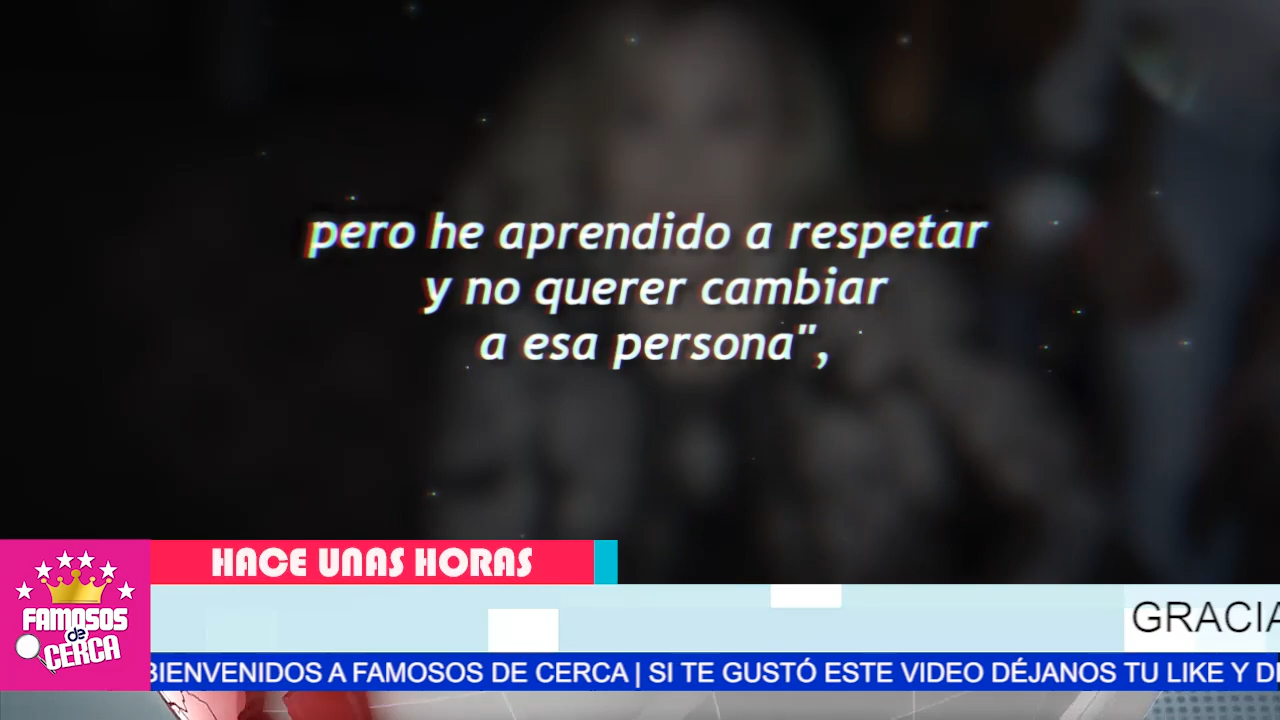 pero he aprendido a respetar
y no querer cambiar
a esa persona",
HACE UNAS HORAS
FAMOSOS
de
CERCA
GRACIA
BIENVENIDOS A FAMOSOS DE CERCA | SI TE GUSTÓ ESTE VIDEO DÉJANOS TU LIKE Y